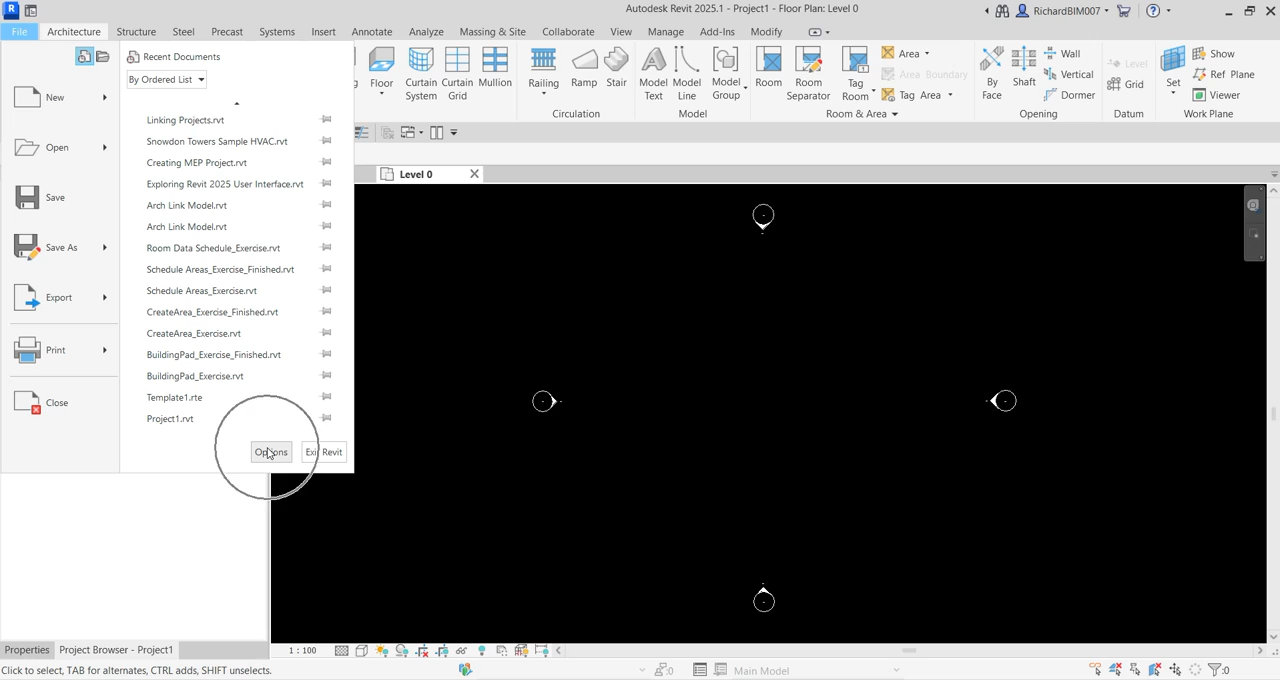 R
Autodesk Revit 2025.1 - Project1 - Floor Plan: Level 0
RichardBIM007
File
Architecture
Structure
Steel
Precast
Systems
Insert
Annotate
Analyze
Massing & Site
Collaborate
View
Manage
Add-Ins
Modify
Recent Documents
By Ordered List
New
Open
Save
Save As
Export
Print
Close
Linking Projects.rvt
Snowdon Towers Sample HVAC.rvt
Creating MEP Project.rvt
Exploring Revit 2025 User Interface.rvt
Arch Link Model.rvt
Arch Link Model.rvt
Room Data Schedule_Exercise.rvt
Schedule Areas_Exercise_Finished.rvt
Schedule Areas_Exercise.rvt
CreateArea_Exercise_Finished.rvt
CreateArea_Exercise.rvt
BuildingPad_Exercise_Finished.rvt
BuildingPad_Exercise.rvt
Template1.rte
Project1.rvt
Options
Exit Revit
Floor
Curtain System
Curtain Grid
Mullion
Railing
Ramp
Stair
Circulation
Model Text
Model Line
Model Group
Model
Room
Room Separator
Tag Room
Area
Area Boundary
Tag Area
Room & Area
By Face
Shaft
Wall
Vertical
Dormer
Opening
Level
Grid
Datum
Set
Show
Ref Plane
Viewer
Work Plane
Level 0
Properties
Project Browser - Project1
1 : 100
Click to select, TAB for alternates, CTRL adds, SHIFT unselects.
:0
Main Model
:0